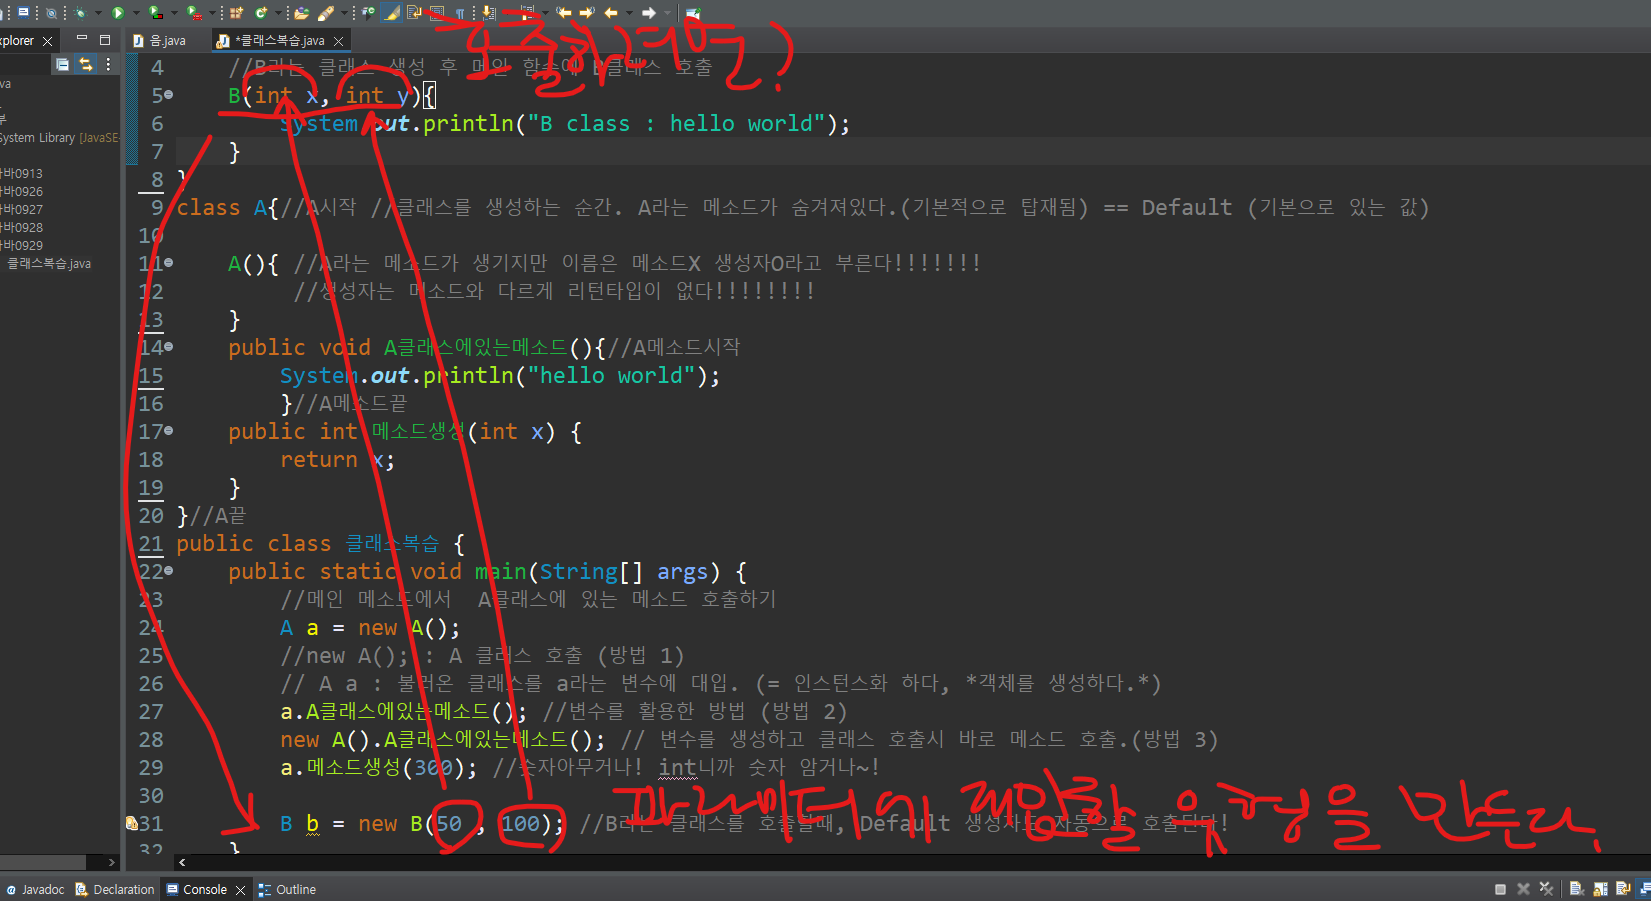 xplorer
음.java
*클래스복습.java
호출하려면?
va
부
System Library [JavaSE-
바0913
바0926
바0927
바0928
바0929
클래스복습.java
4 //B라는 클래스 생성 후 메인 함수에 B클래스 호출
5 B(int x, int y){
6 System.out.println("B class : hello world");
7 }
8 }
9 class A{//A시작 //클래스를 생성하는 순간. A라는 메소드가 숨겨져있다.(기본적으로 탑재됨) == Default (기본으로 있는 값)
10
11 A(){ //A라는 메소드가 생기지만 이름은 메소드X 생성자O라고 부른다!!!!!!!
12 //생성자는 메소드와 다르게 리턴타입이 없다!!!!!!!!
13 }
14 public void A클래스에있는메소드(){//A메소드시작
15 System.out.println("hello world");
16 }//A메소드끝
17 public int 메소드생성(int x) {
18 return x;
19 }
20 }//A끝
21 public class 클래스복습 {
22 public static void main(String[] args) {
23 //메인 메소드에서 A클래스에 있는 메소드 호출하기
24 A a = new A();
25 //new A(); : A 클래스 호출 (방법 1)
26 // A a : 불러온 클래스를 a라는 변수에 대입. (= 인스턴스화 하다, *객체를 생성하다.*)
27 a.A클래스에있는메소드(); //변수를 활용한 방법 (방법 2)
28 new A().A클래스에있는메소드(); // 변수를 생성하고 클래스 호출시 바로 메소드 호출.(방법 3)
29 a.메소드생성(300); //숫자아무거나! int니까 숫자 암거나~!
30
파라미터에 대입할 유형을 만든다.
31 B b = new B(50 , 100); //B라는 클래스를 호출할때, Default 생성자도 자동으로 호출된다!
32 }
Javadoc
Declaration
Console
Outline